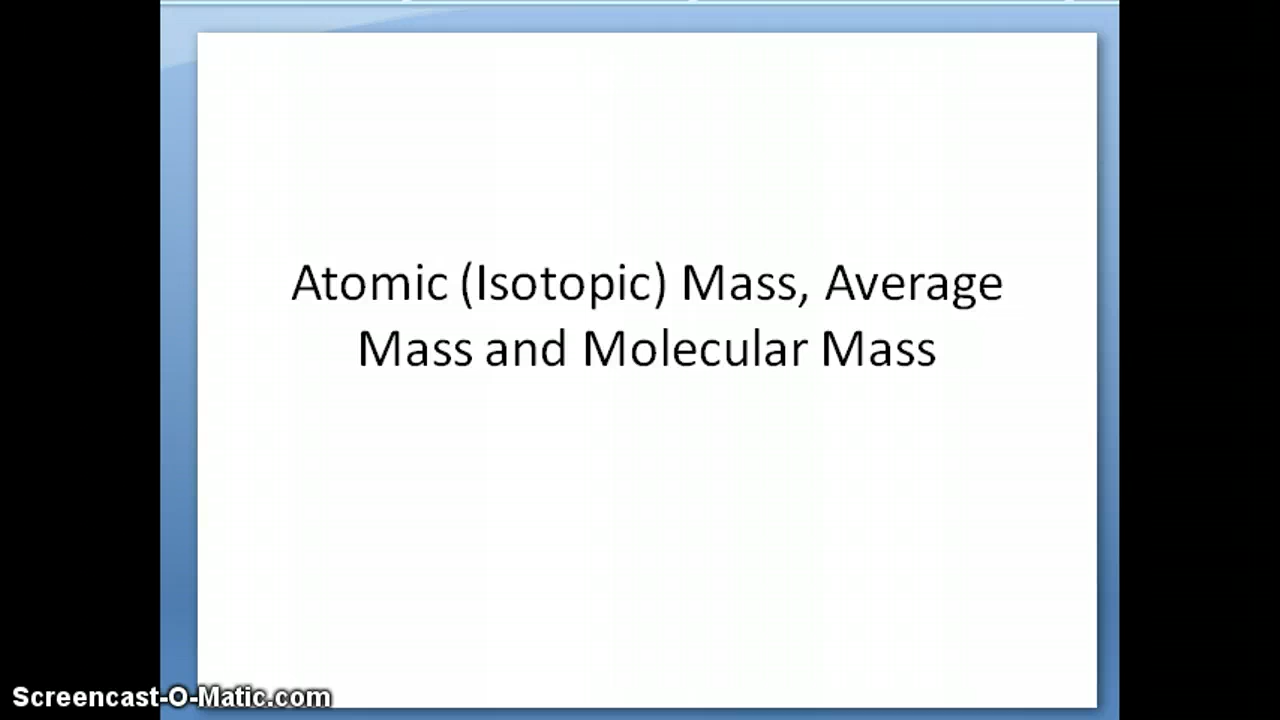 Atomic (Isotopic) Mass, Average
Mass and Molecular Mass
Screencast-O-Matic.com